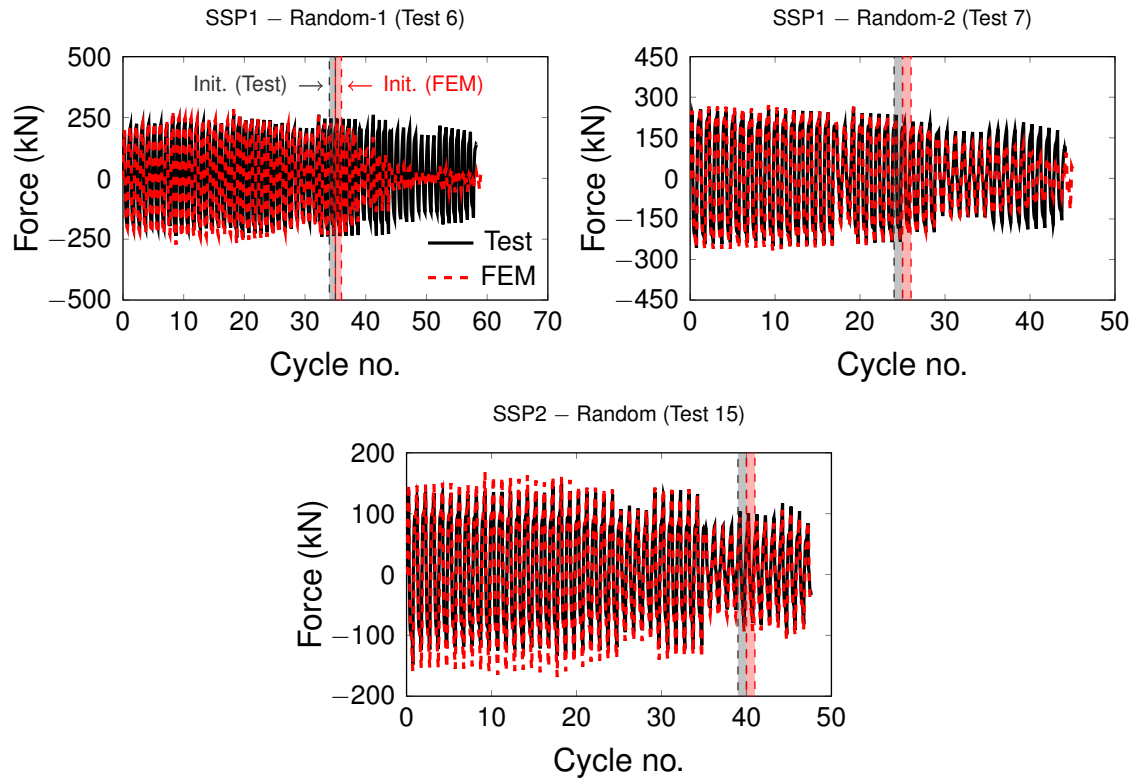 SSP1 − Random-1 (Test 6)
500
250
0
−250
−500
Force (kN)
Init. (Test) →
← Init. (FEM)
Test
FEM
0 10 20 30 40 50 60 70
Cycle no.
SSP1 − Random-2 (Test 7)
450
300
150
0
−150
−300
−450
Force (kN)
0 10 20 30 40 50
Cycle no.
SSP2 − Random (Test 15)
200
100
0
−100
−200
Force (kN)
0 10 20 30 40 50
Cycle no.